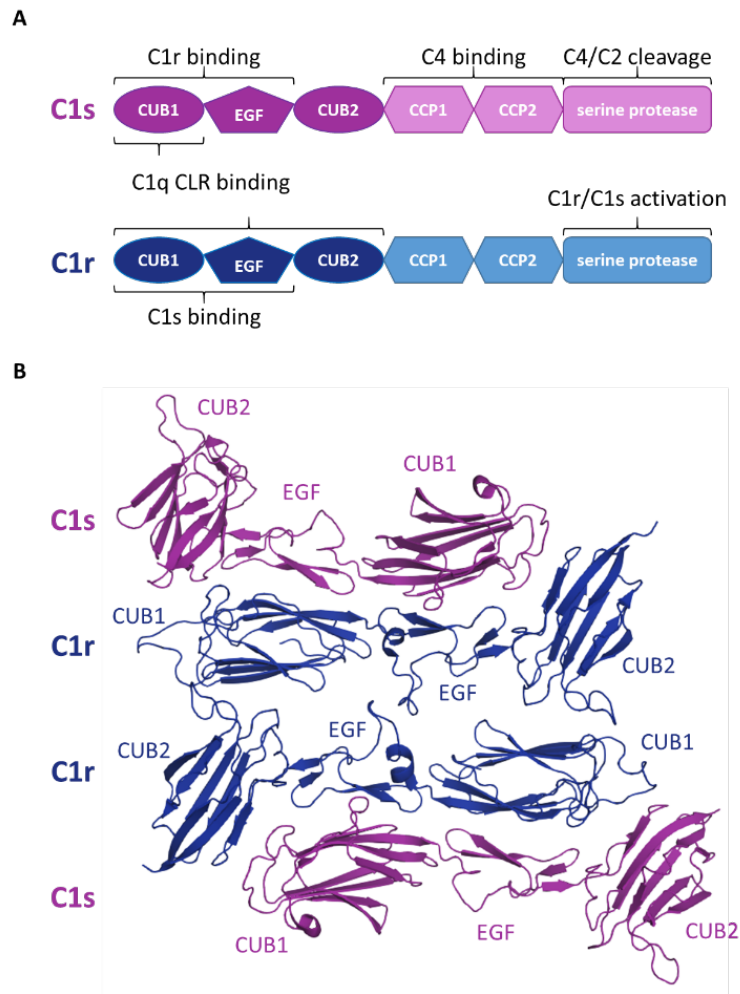 A
C1r binding
C4 binding
C4/C2 cleavage
C1s
CUB1
EGF
CUB2
CCP1
CCP2
serine protease
C1q CLR binding
C1r/C1s activation
C1r
CUB1
EGF
CUB2
CCP1
CCP2
serine protease
C1s binding
B
CUB2
CUB1
EGF
C1s
CUB1
C1r
CUB2
EGF
EGF
CUB1
CUB2
C1r
C1s
CUB1
EGF
CUB2